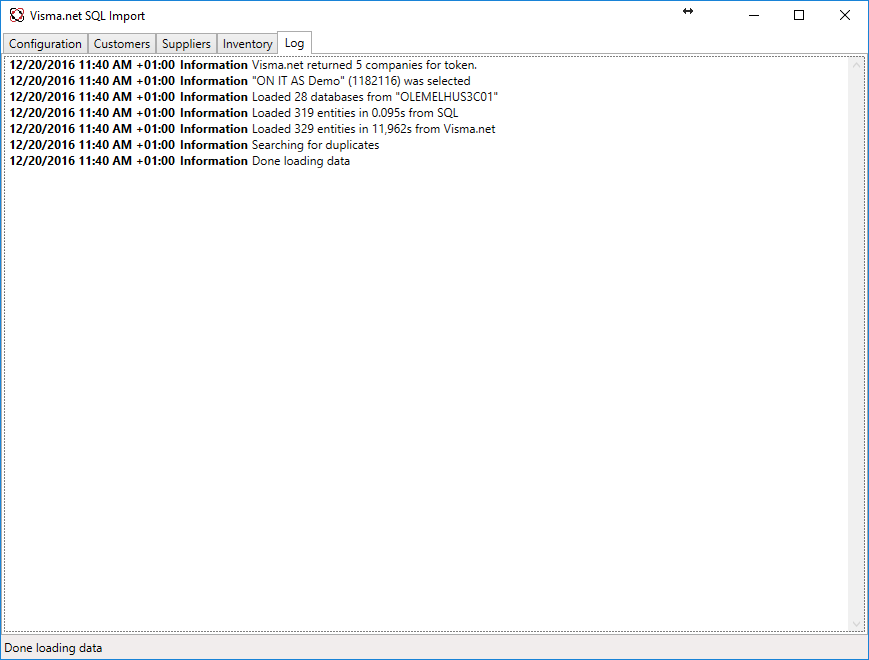 Visma.net SQL Import
Configuration Customers Suppliers Inventory Log
12/20/2016 11:40 AM +01:00 Information Visma.net returned 5 companies for token.
12/20/2016 11:40 AM +01:00 Information "ON IT AS Demo" (1182116) was selected
12/20/2016 11:40 AM +01:00 Information Loaded 28 databases from "OLEMELHUS3C01"
12/20/2016 11:40 AM +01:00 Information Loaded 319 entities in 0.095s from SQL
12/20/2016 11:40 AM +01:00 Information Loaded 329 entities in 11,962s from Visma.net
12/20/2016 11:40 AM +01:00 Information Searching for duplicates
12/20/2016 11:40 AM +01:00 Information Done loading data
Done loading data